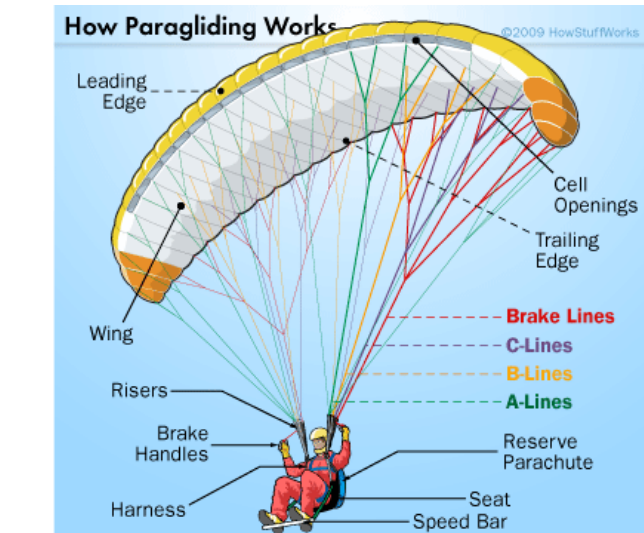 How Paragliding Works
©2009 HowStuffWorks
Leading
Edge
Cell
Openings
Trailing
Edge
Wing
Brake Lines
C-Lines
B-Lines
A-Lines
Risers
Brake
Handles
Reserve
Parachute
Harness
Seat
Speed Bar